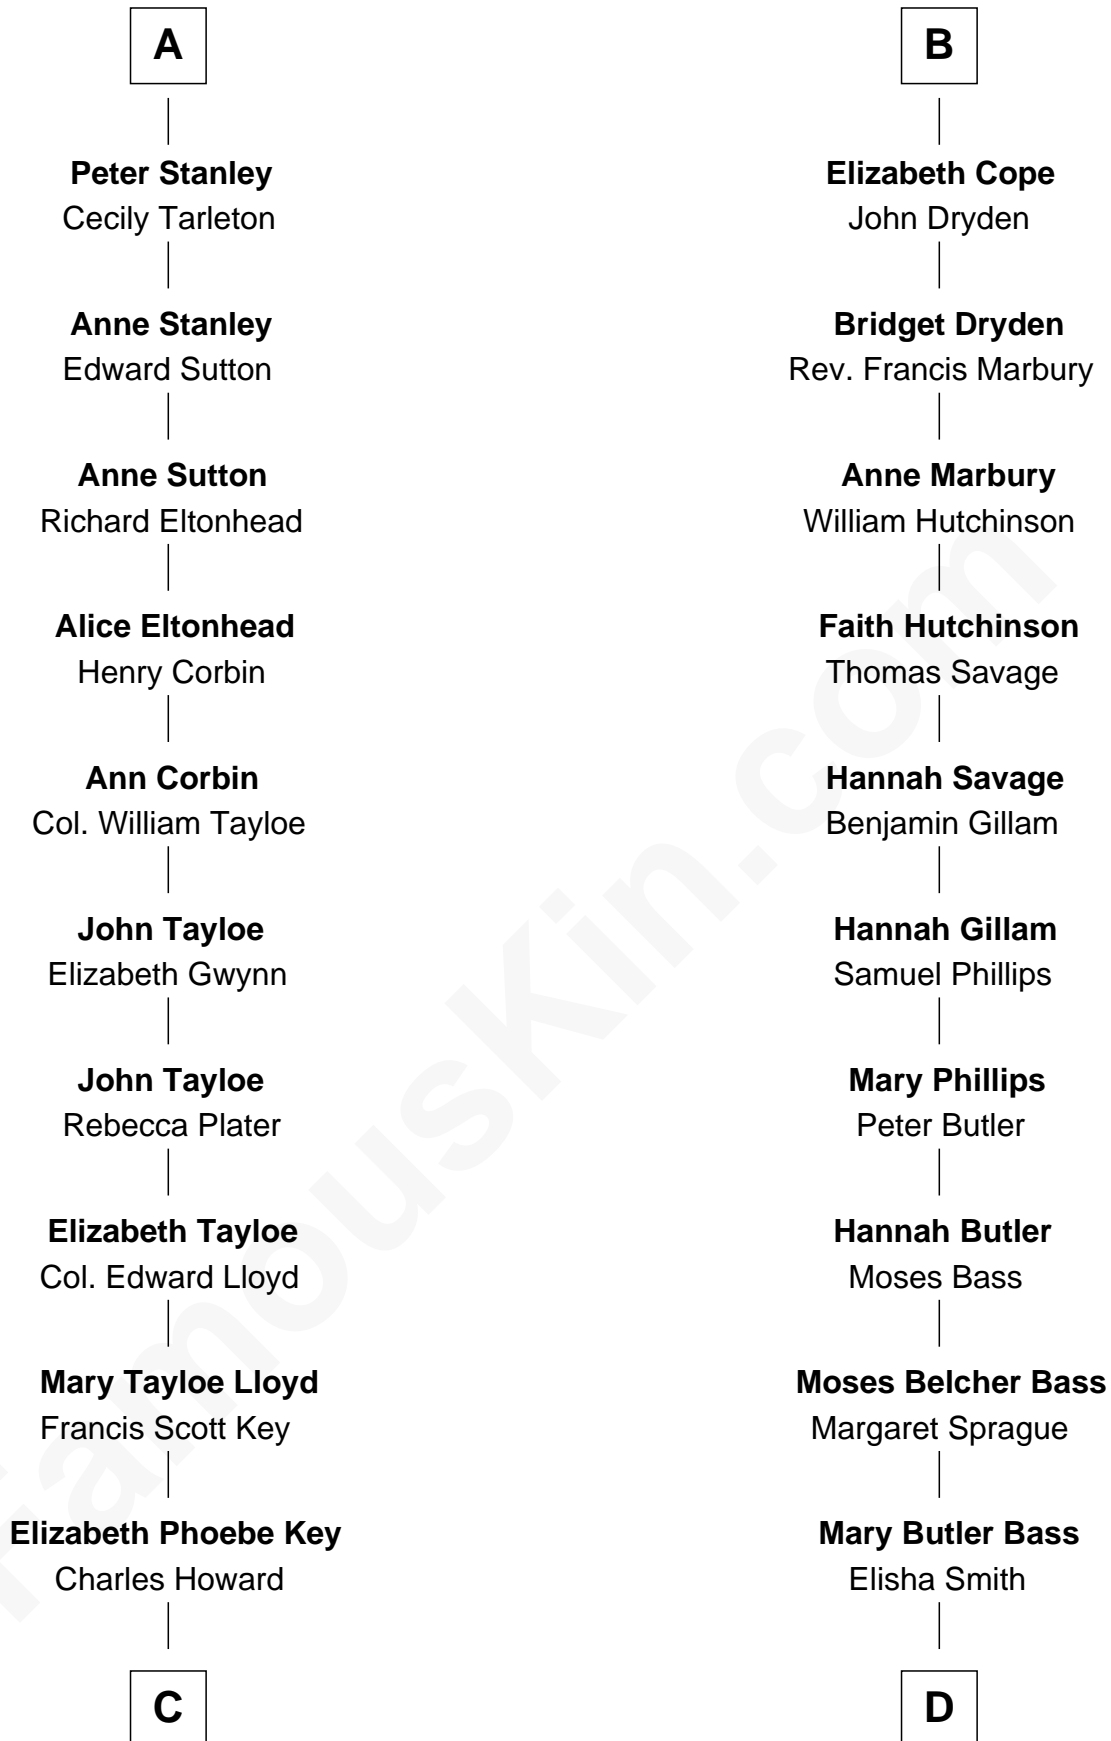 A
Peter Stanley
Cecily Tarleton
Anne Stanley
Edward Sutton
Anne Sutton
Richard Eltonhead
Alice Eltonhead
Henry Corbin
Ann Corbin
Col. William Tayloe
John Tayloe
Elizabeth Gwynn
John Tayloe
Rebecca Plater
Elizabeth Tayloe
Col. Edward Lloyd
Mary Tayloe Lloyd
Francis Scott Key
Elizabeth Phoebe Key
Charles Howard
C
B
Elizabeth Cope
John Dryden
Bridget Dryden
Rev. Francis Marbury
Anne Marbury
William Hutchinson
Faith Hutchinson
Thomas Savage
Hannah Savage
Benjamin Gillam
Hannah Gillam
Samuel Phillips
Mary Phillips
Peter Butler
Hannah Butler
Moses Bass
Moses Belcher Bass
Margaret Sprague
Mary Butler Bass
Elisha Smith
D
FamousKin.com